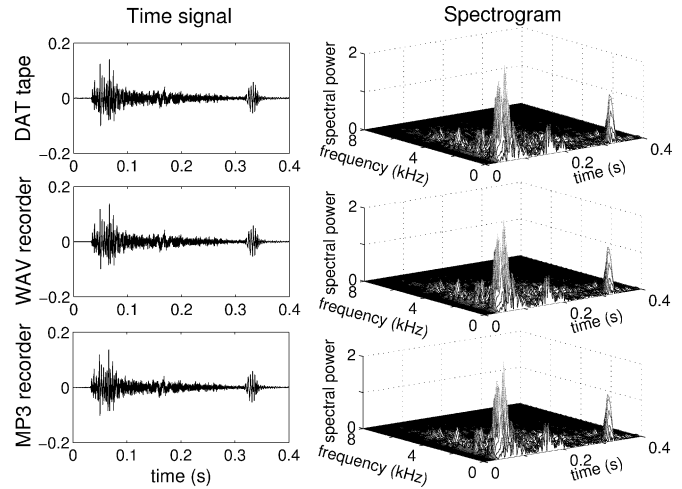 Time signal
Spectrogram
DAT tape
0.2
0
−0.2
0 0.1 0.2 0.3 0.4
spectral power
2
1
0
8
4
0
frequency (kHz)
0
0.2
0.4
time (s)
WAV recorder
0.2
0
−0.2
0 0.1 0.2 0.3 0.4
spectral power
2
1
0
8
4
0
frequency (kHz)
0
0.2
0.4
time (s)
MP3 recorder
0.2
0
−0.2
0 0.1 0.2 0.3 0.4
time (s)
spectral power
2
1
0
8
4
0
frequency (kHz)
0
0.2
0.4
time (s)